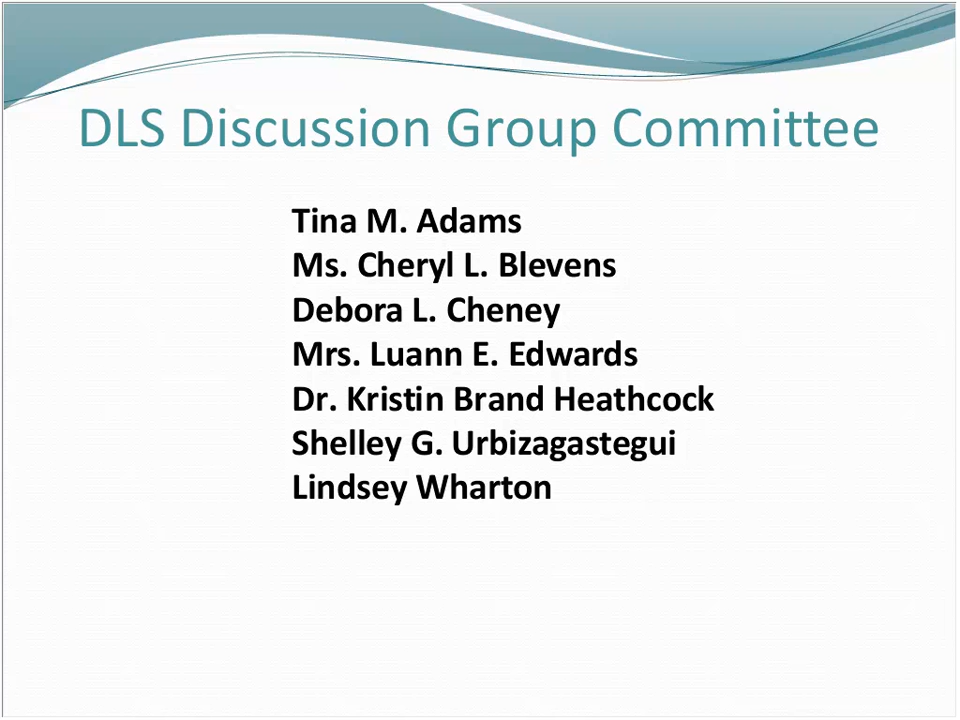 DLS Discussion Group Committee
Tina M. Adams
Ms. Cheryl L. Blevens
Debora L. Cheney
Mrs. Luann E. Edwards
Dr. Kristin Brand Heathcock
Shelley G. Urbizagastegui
Lindsey Wharton